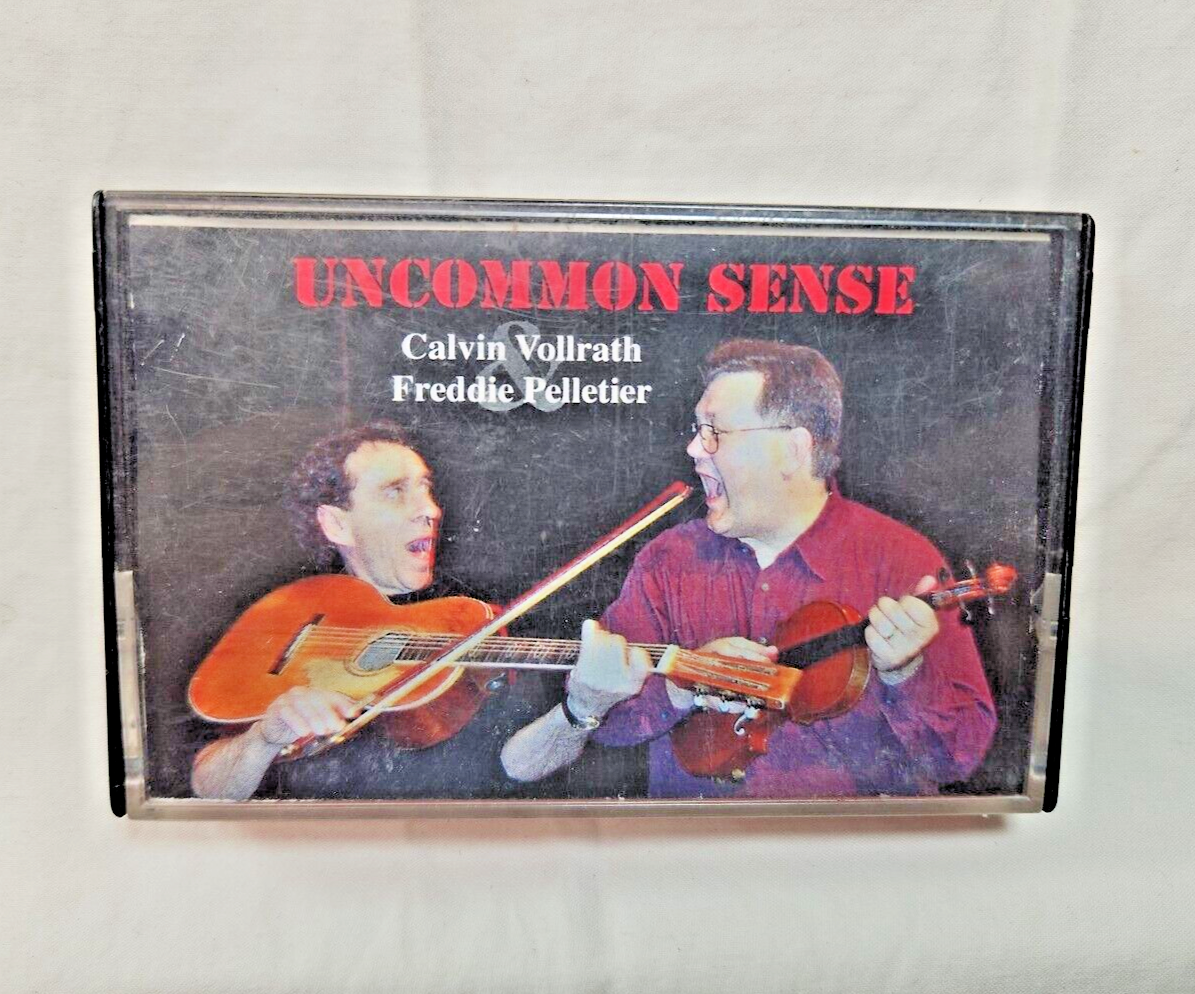 UNCOMMON SENSE
Calvin Vollrath
&
Freddie Pelletier